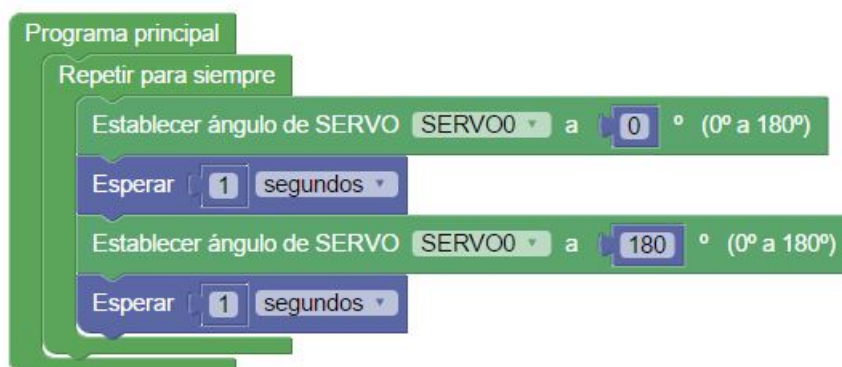 Programa principal
Repetir para siempre
Establecer ángulo de SERVO SERVO0 a 0 º (0º a 180º)
Esperar 1 segundos
Establecer ángulo de SERVO SERVO0 a 180 º (0º a 180º)
Esperar 1 segundos